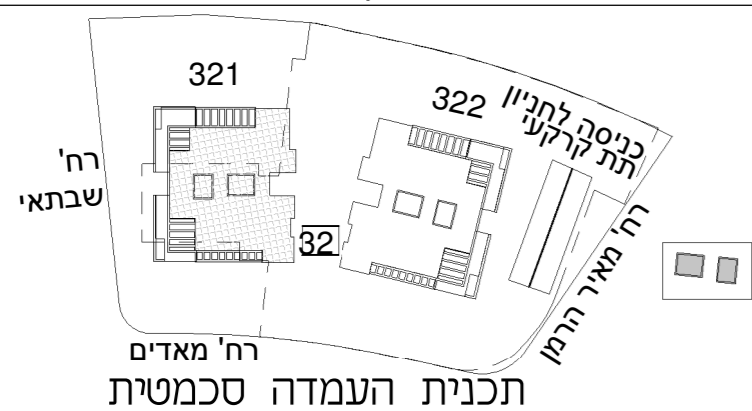 321
322
כניסה לחניון
תת קרקעי
רח'
שבתאי
32
רח' מאיר הרמן
רח' מאדים
תכנית העמדה סכמטית